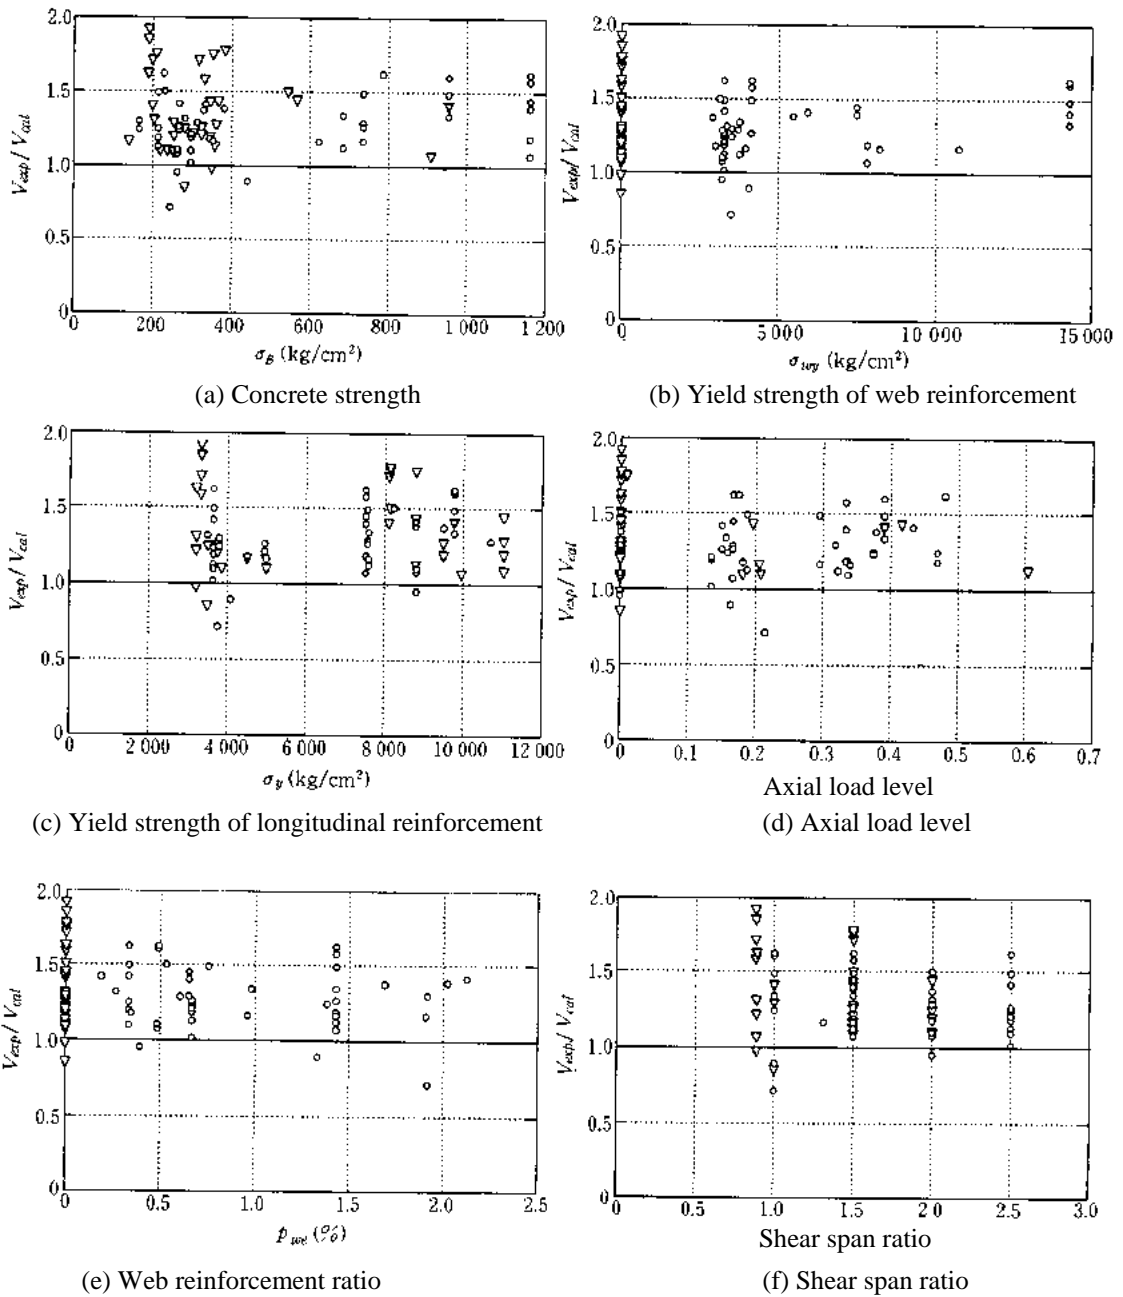 2.0
1.5
1.0
0.5
0
V_exp / V_cal
0 200 400 600 800 1 000 1 200
σ_B (kg/cm²)
(a) Concrete strength
2.0
1.5
1.0
0.5
0
V_exp / V_cal
0 5 000 10 000 15 000
σ_wy (kg/cm²)
(b) Yield strength of web reinforcement
2.0
1.5
1.0
0.5
0
V_exp / V_cal
0 2 000 4 000 6 000 8 000 10 000 12 000
σ_y (kg/cm²)
(c) Yield strength of longitudinal reinforcement
2.0
1.5
1.0
0.5
0
V_exp / V_cal
0 0.1 0.2 0.3 0.4 0.5 0.6 0.7
Axial load level
(d) Axial load level
2.0
1.5
1.0
0.5
0
V_exp / V_cal
0 0.5 1.0 1.5 2.0 2.5
p_we (%)
(e) Web reinforcement ratio
2.0
1.5
1.0
0.5
0
V_exp / V_cal
0 0.5 1.0 1.5 2.0 2.5 3.0
Shear span ratio
(f) Shear span ratio